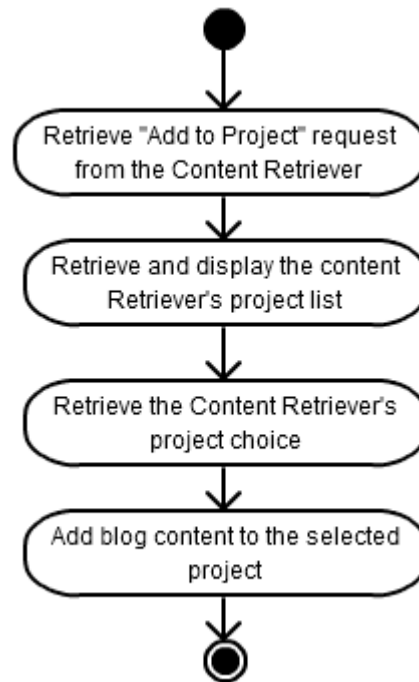 Retrieve "Add to Project" request
from the Content Retriever
Retrieve and display the content
Retriever's project list
Retrieve the Content Retriever's
project choice
Add blog content to the selected
project